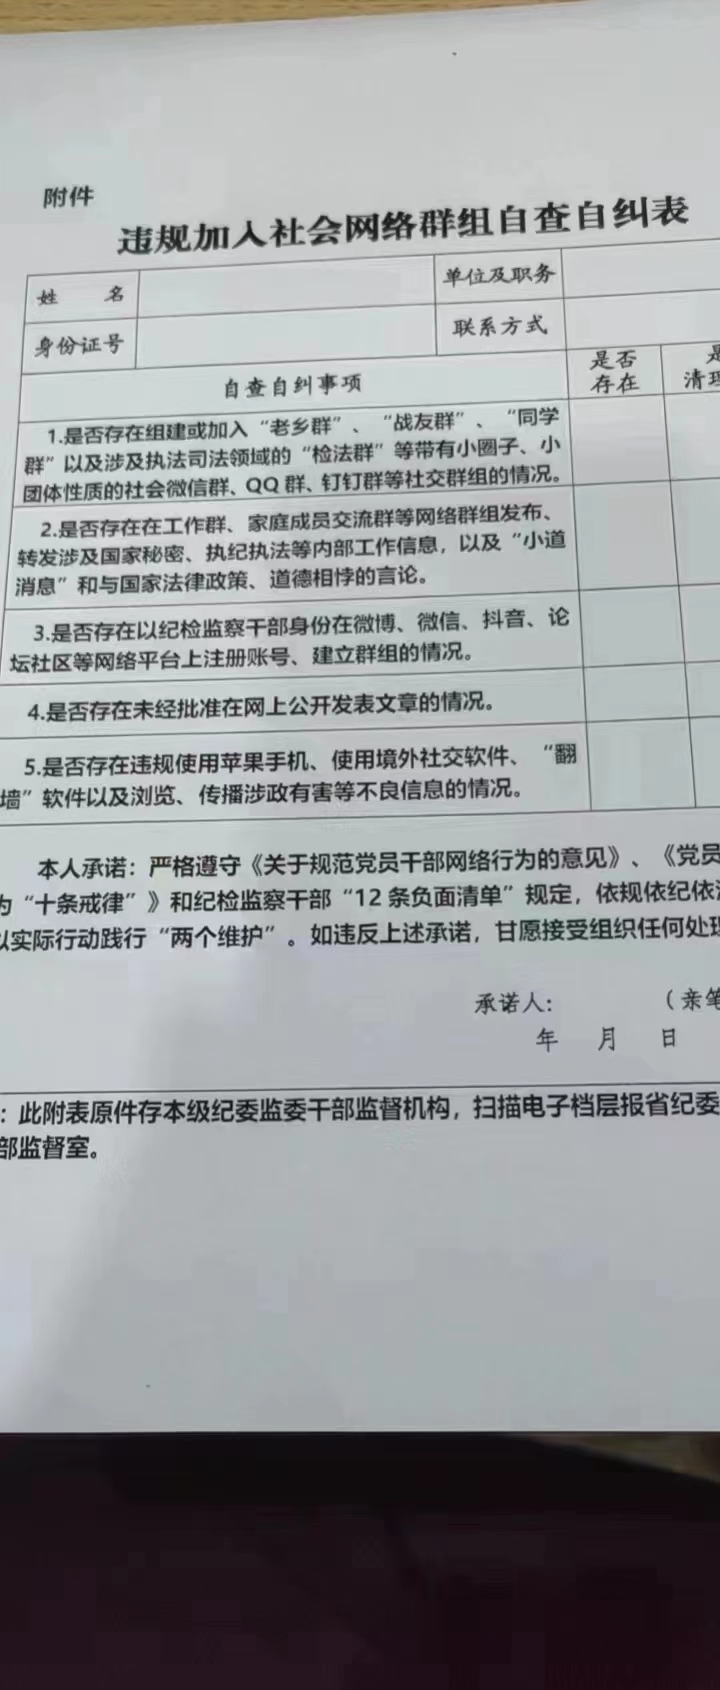 附件
违规加入社会网络群组自查自纠表
姓 名
单位及职务
身份证号
联系方式
自查自纠事项
是否
存在
清理
1.是否存在组建或加入“老乡群”、“战友群”、“同学
群”以及涉及执法司法领域的“检法群”等带有小圈子、小
团体性质的社会微信群、QQ群、钉钉群等社交群组的情况。
2.是否存在在工作群、家庭成员交流群等网络群组发布、
转发涉及国家秘密、执纪执法等内部工作信息，以及“小道
消息”和与国家法律政策、道德相悖的言论。
3.是否存在以纪检监察干部身份在微博、微信、抖音、论
坛社区等网络平台上注册账号、建立群组的情况。
4.是否存在未经批准在网上公开发表文章的情况。
5.是否存在违规使用苹果手机、使用境外社交软件、“翻
墙”软件以及浏览、传播涉政有害等不良信息的情况。
本人承诺：严格遵守《关于规范党员干部网络行为的意见》、《党员
为“十条戒律”》和纪检监察干部“12条负面清单”规定，依规依纪依
以实际行动践行“两个维护”。如违反上述承诺，甘愿接受组织任何处理
承诺人：（亲笔
年 月 日
：此附表原件存本级纪委监委干部监督机构，扫描电子档层报省纪委
部监督室。